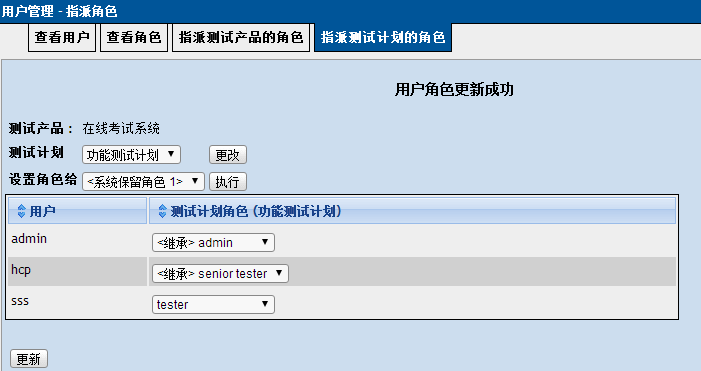 用户管理 - 指派角色
查看用户 查看角色 指派测试产品的角色 指派测试计划的角色
用户角色更新成功
测试产品： 在线考试系统
测试计划 功能测试计划 更改
设置角色给 <系统保留角色 1> 执行
用户 测试计划角色 (功能测试计划)
admin <继承> admin
hcp <继承> senior tester
sss tester
更新